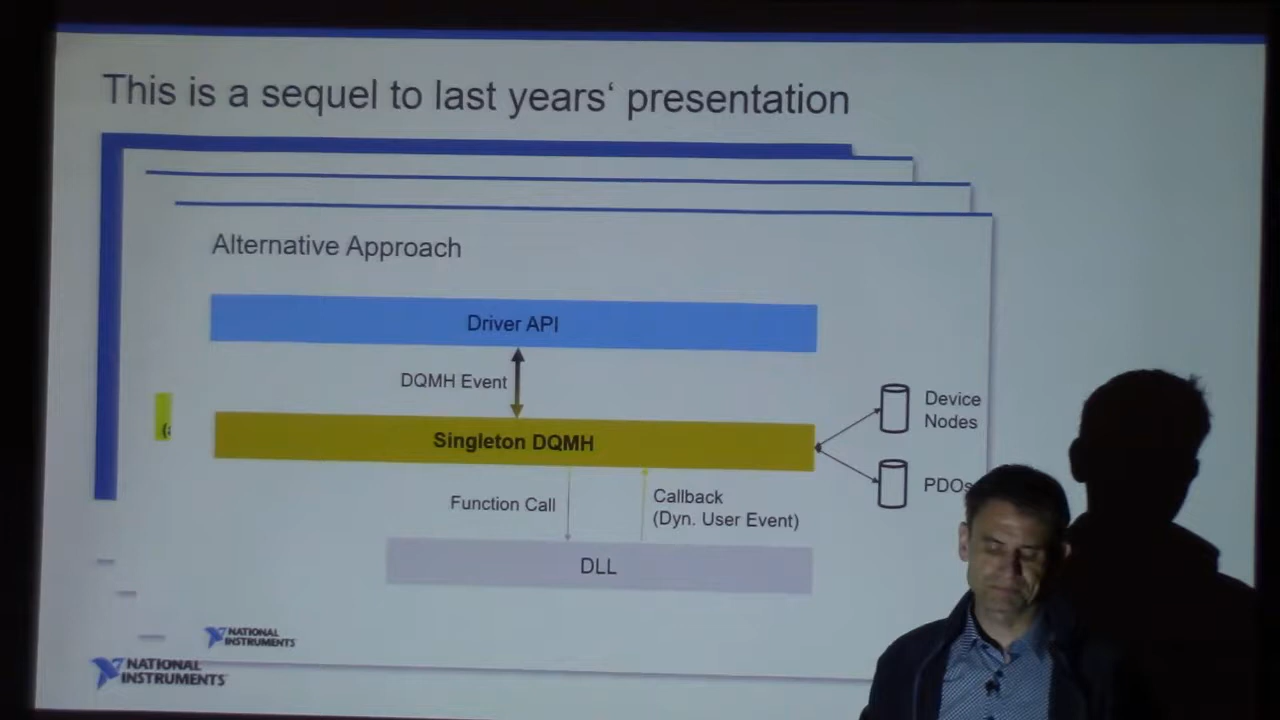 This is a sequel to last years‘ presentation
Alternative Approach
Driver API
DQMH Event
Singleton DQMH
Device
Nodes
PDOs
Function Call
Callback
(Dyn. User Event)
DLL
NATIONAL
INSTRUMENTS
NATIONAL
INSTRUMENTS